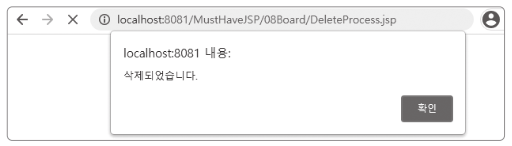 localhost:8081/MustHaveJSP/08Board/DeleteProcess.jsp
localhost:8081 내용:
삭제되었습니다.
확인